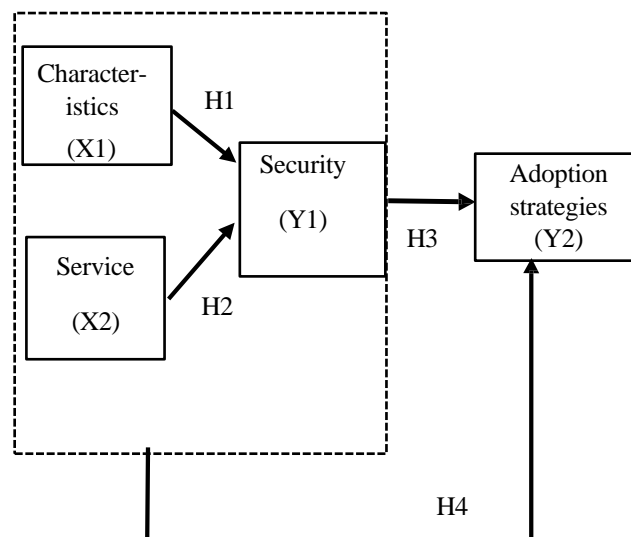 Character-
istics
(X1)
H1
Security
(Y1)
Adoption
strategies
(Y2)
H3
Service
(X2)
H2
H4